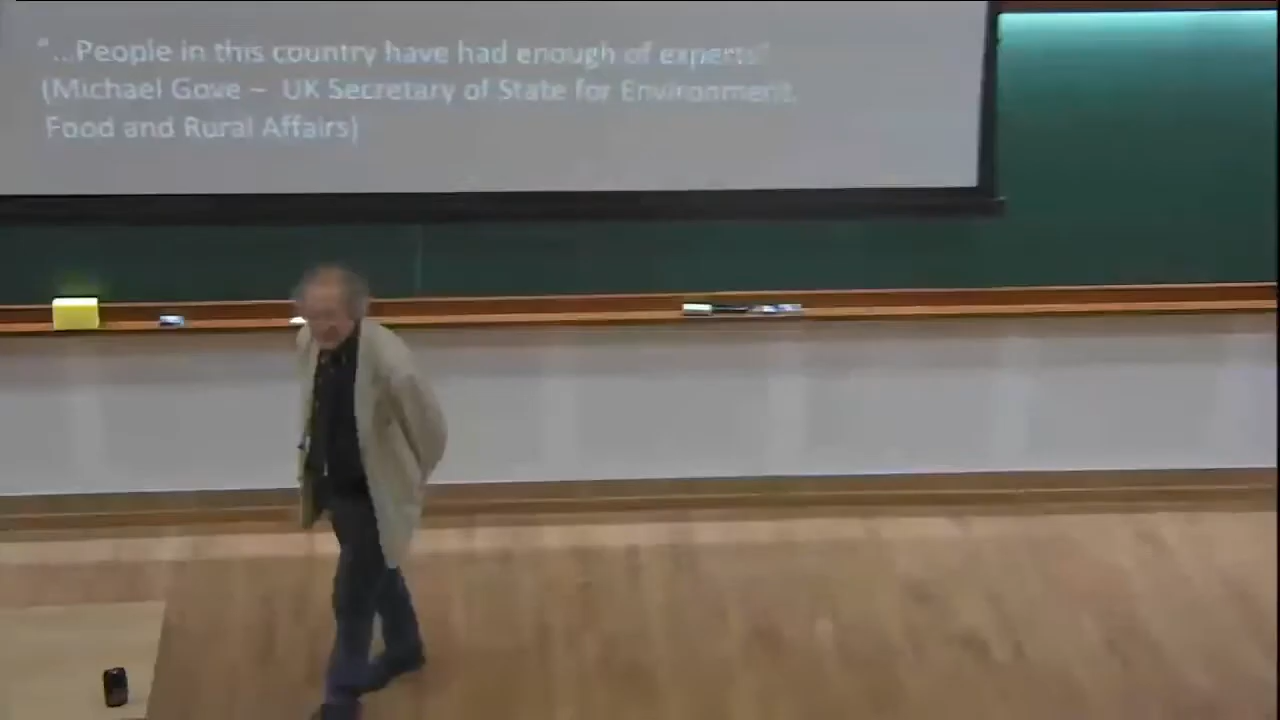 "...People in this country have had enough of experts"
(Michael Gove – UK Secretary of State for Environment,
Food and Rural Affairs)